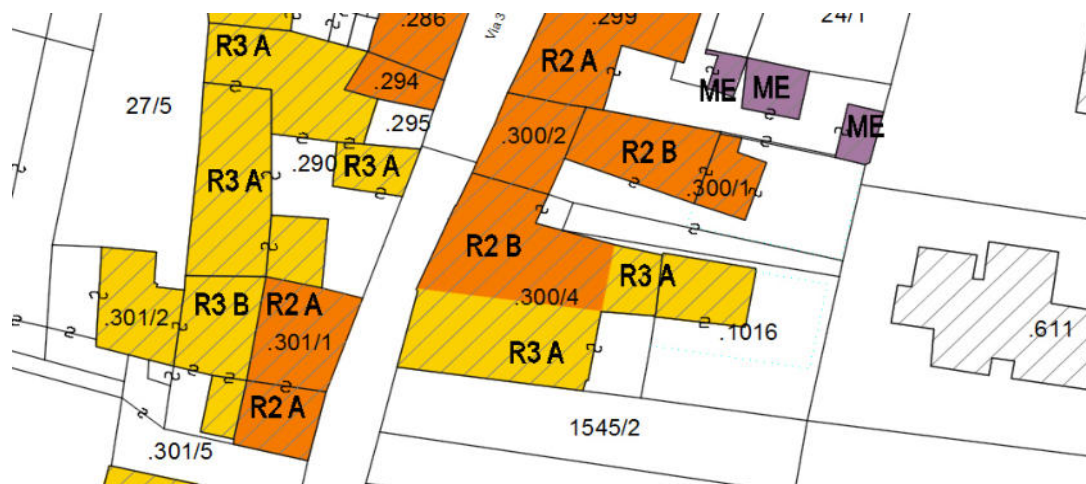 .286
Via 3
.299
24/1
R3 A
R2 A
.294
ME
ME
27/5
.295
ME
.300/2
R2 B
.290
R3 A
R3 A
.300/1
R2 B
R3 A
R3 B
R2 A
.300/4
.301/2
.301/1
.1016
.611
R3 A
R2 A
1545/2
.301/5